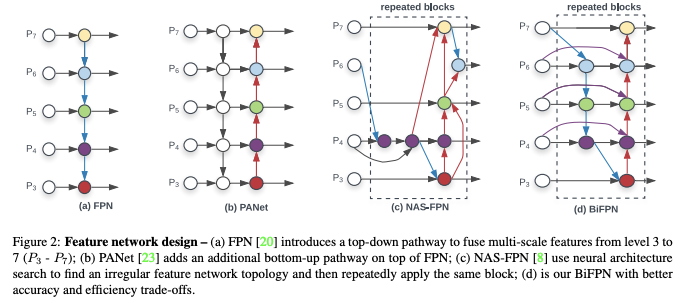 repeated blocks
repeated blocks
P7
P7
P7
P7
P6
P6
P6
P6
P5
P5
P5
P5
P4
P4
P4
P4
P3
P3
P3
P3
(a) FPN
(b) PANet
(c) NAS-FPN
(d) BiFPN
Figure 2: Feature network design – (a) FPN [20] introduces a top-down pathway to fuse multi-scale features from level 3 to
7 (P3 - P7); (b) PANet [23] adds an additional bottom-up pathway on top of FPN; (c) NAS-FPN [8] use neural architecture
search to find an irregular feature network topology and then repeatedly apply the same block; (d) is our BiFPN with better
accuracy and efficiency trade-offs.